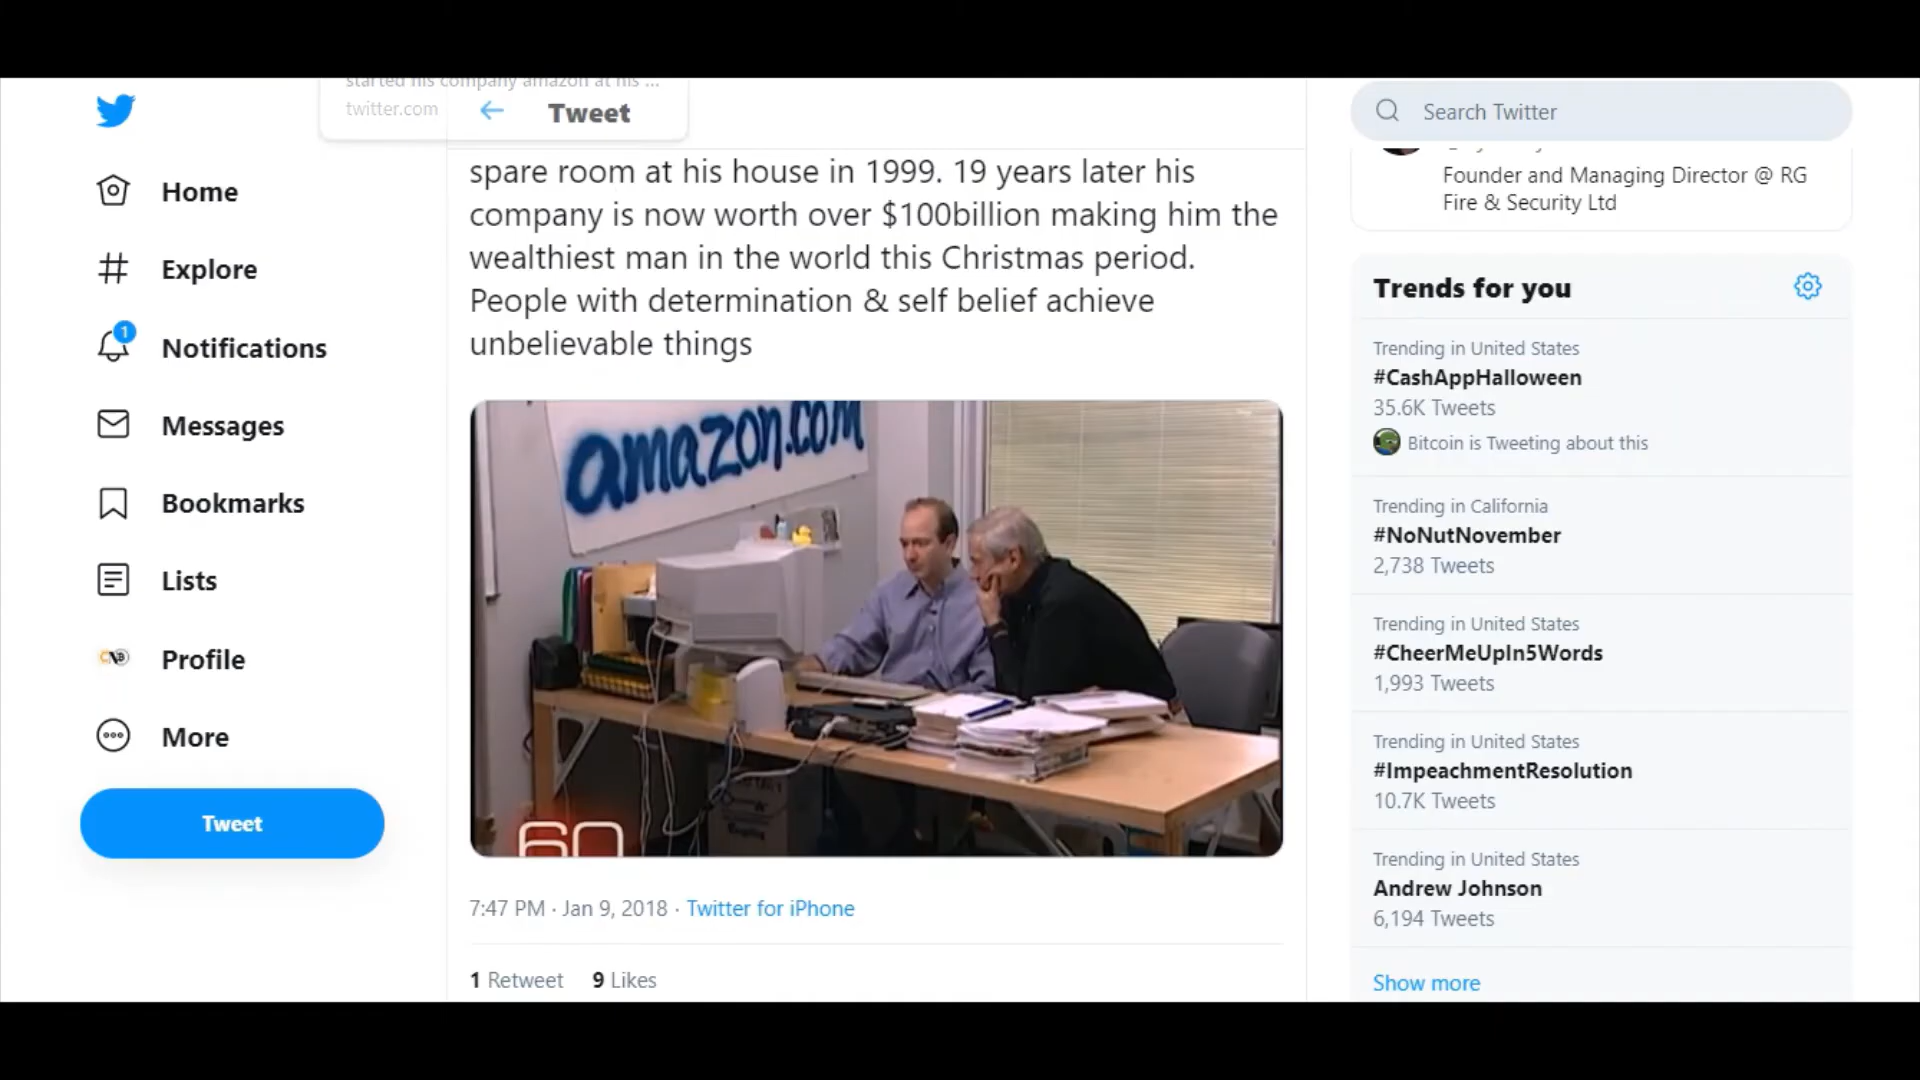 started his company amazon at his ...
twitter.com
Tweet
Search Twitter
Home
Explore
1
Notifications
Messages
Bookmarks
Lists
Profile
More
Tweet
spare room at his house in 1999. 19 years later his
company is now worth over $100billion making him the
wealthiest man in the world this Christmas period.
People with determination & self belief achieve
unbelievable things
amazon.com
60
7:47 PM · Jan 9, 2018 · Twitter for iPhone
1 Retweet 9 Likes
Founder and Managing Director @ RG
Fire & Security Ltd
Trends for you
Trending in United States
#CashAppHalloween
35.6K Tweets
Bitcoin is Tweeting about this
Trending in California
#NoNutNovember
2,738 Tweets
Trending in United States
#CheerMeUpIn5Words
1,993 Tweets
Trending in United States
#ImpeachmentResolution
10.7K Tweets
Trending in United States
Andrew Johnson
6,194 Tweets
Show more